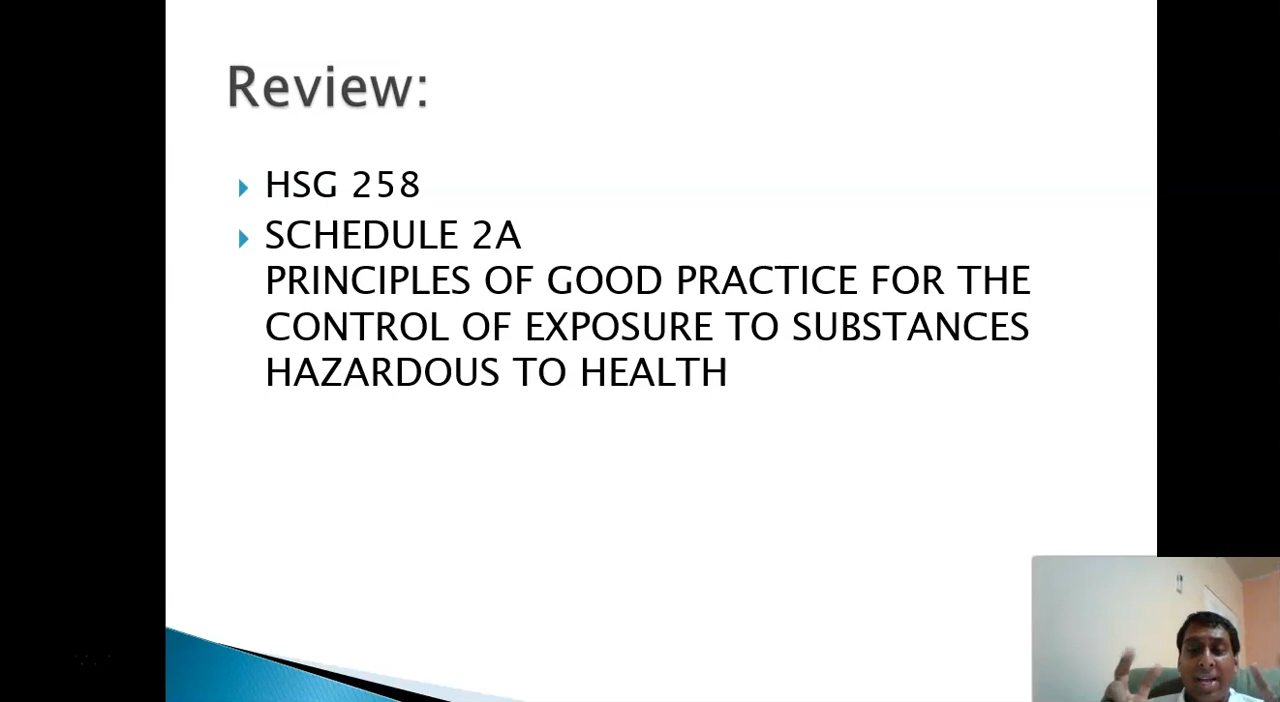 Review:
HSG 258
SCHEDULE 2A
PRINCIPLES OF GOOD PRACTICE FOR THE
CONTROL OF EXPOSURE TO SUBSTANCES
HAZARDOUS TO HEALTH